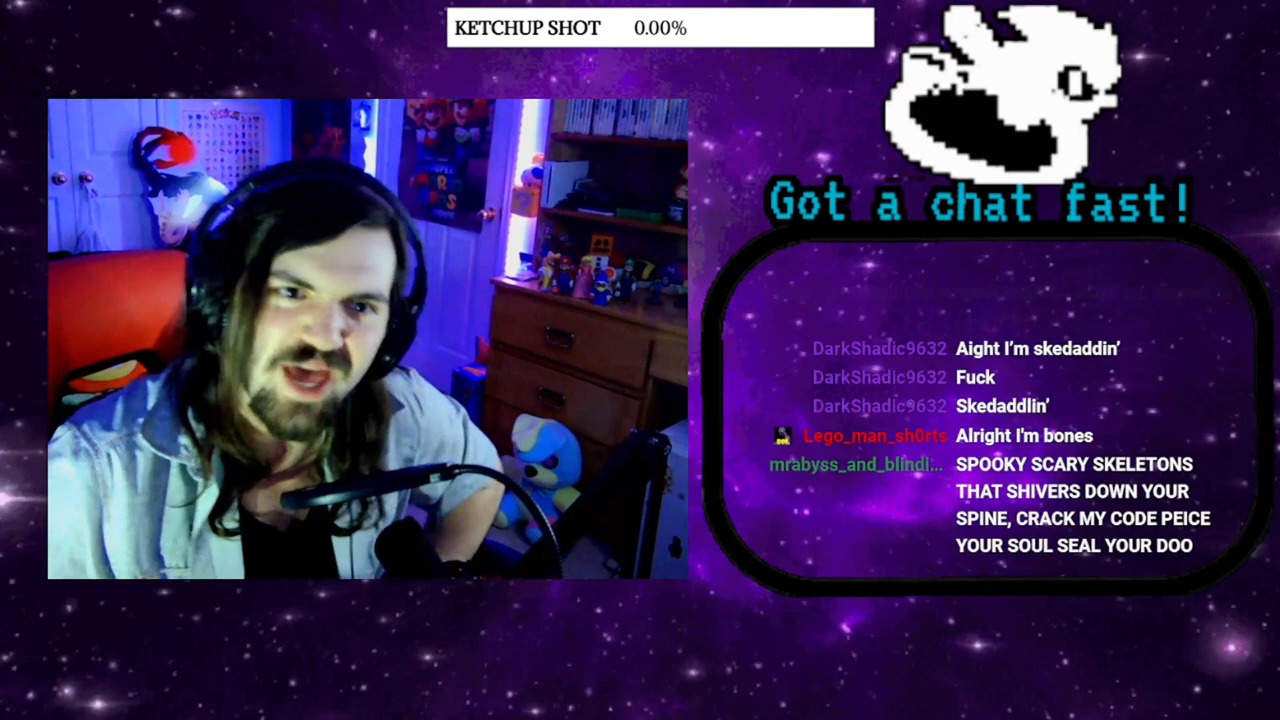 KETCHUP SHOT 0.00%
Got a chat fast!
DarkShadic9632 Aight I'm skedaddin'
DarkShadic9632 Fuck
DarkShadic9632 Skedaddlin'
Lego_man_sh0rts Alright I'm bones
mrabyss_and_blindi... SPOOKY SCARY SKELETONS
THAT SHIVERS DOWN YOUR
SPINE, CRACK MY CODE PEICE
YOUR SOUL SEAL YOUR DOO